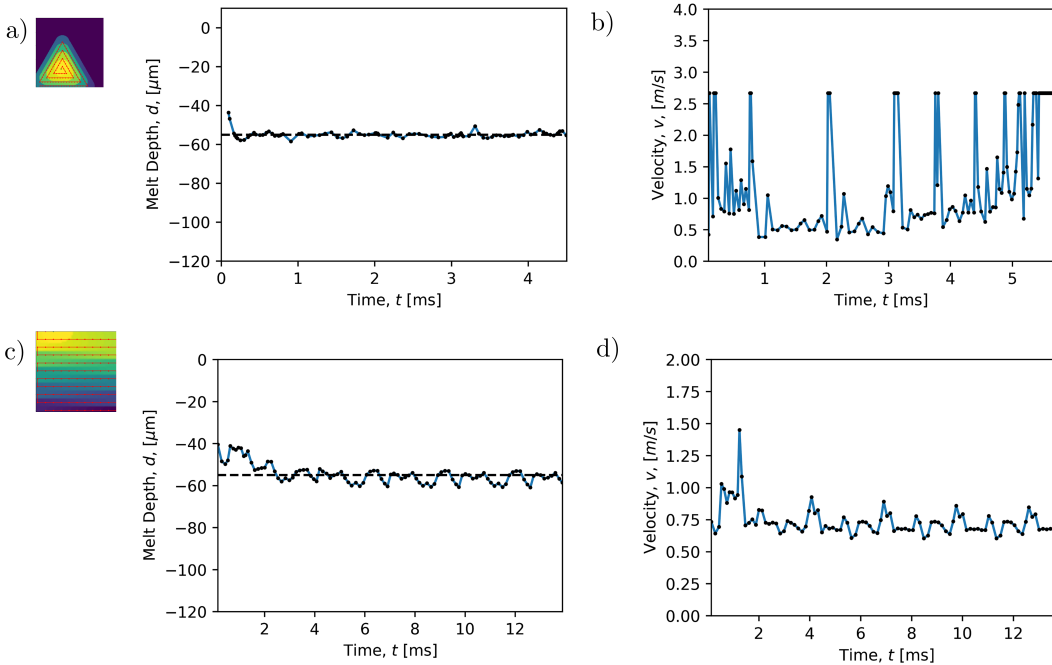 a)
0
−20
−40
−60
−80
−100
−120
Melt Depth, d, [μm]
0 1 2 3 4
Time, t [ms]
b)
4.0
3.5
3.0
2.5
2.0
1.5
1.0
0.5
0.0
Velocity, v, [m/s]
1 2 3 4 5
Time, t [ms]
c)
0
−20
−40
−60
−80
−100
−120
Melt Depth, d, [μm]
2 4 6 8 10 12
Time, t [ms]
d)
2.00
1.75
1.50
1.25
1.00
0.75
0.50
0.25
0.00
Velocity, v, [m/s]
2 4 6 8 10 12
Time, t [ms]